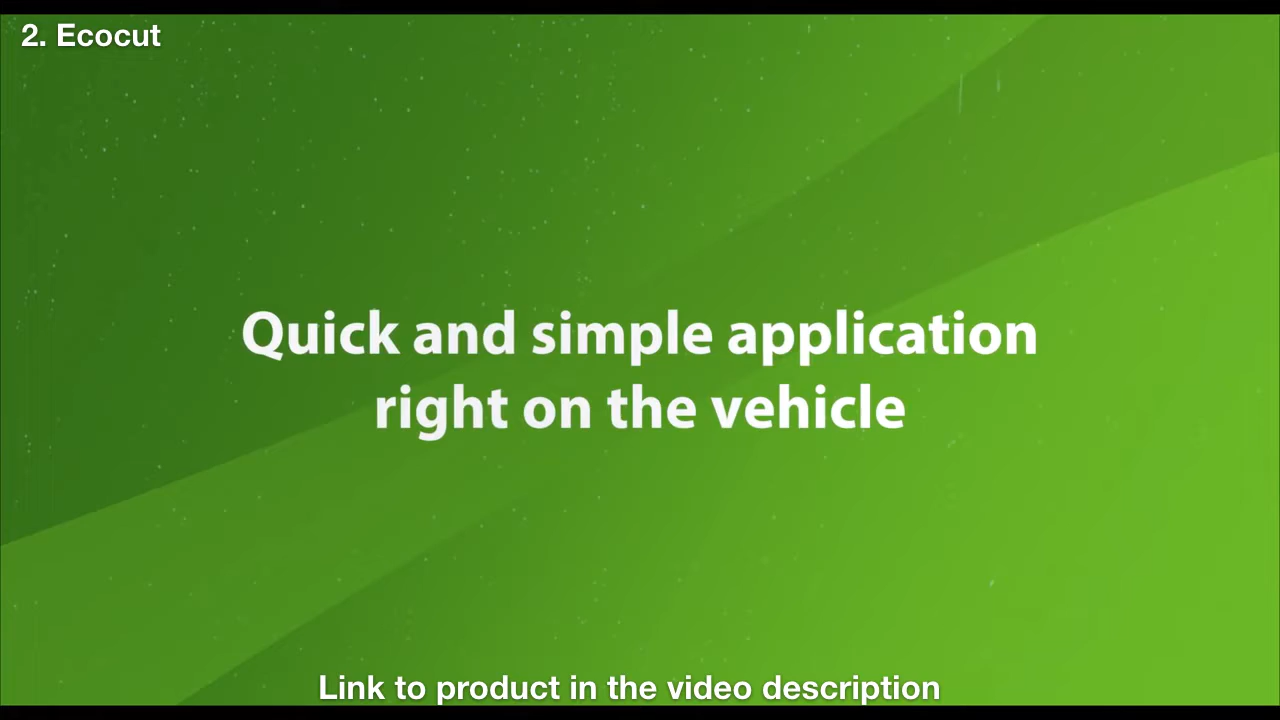 2. Ecocut
Quick and simple application
right on the vehicle
Link to product in the video description